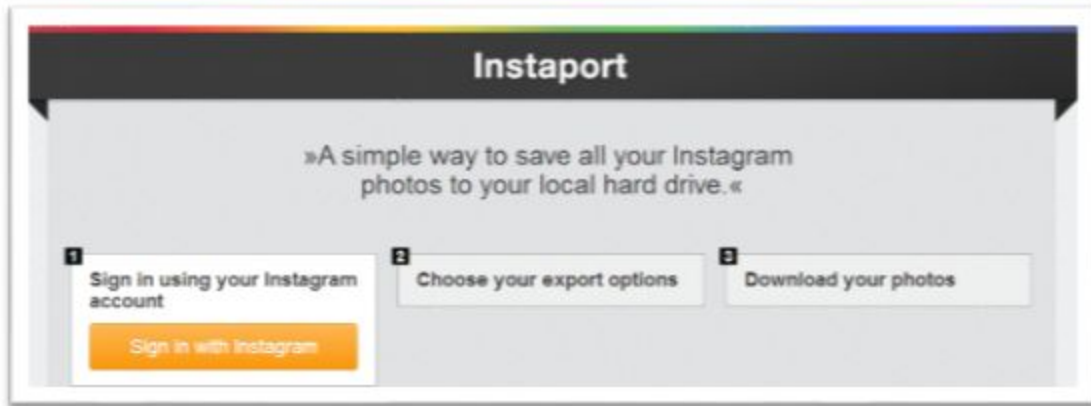 Instaport
»A simple way to save all your Instagram
photos to your local hard drive.«
1
Sign in using your Instagram
account
Sign in with Instagram
2
Choose your export options
3
Download your photos